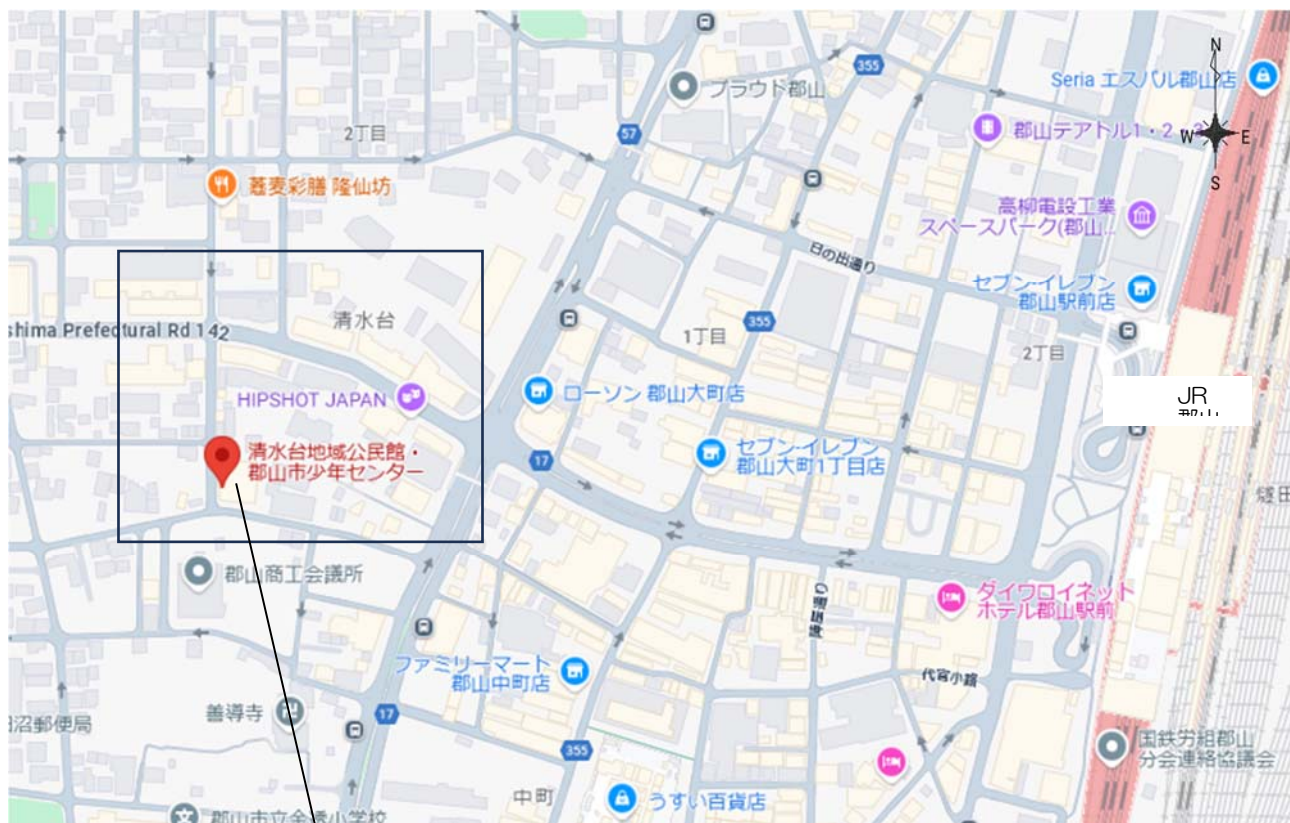 355
プラウド郡山
Seria エスパル郡山店
N
57
2丁目
郡山テアトル1・2・3
W
E
蕎麦彩膳 隆仙坊
S
高柳電設工業
スペースパーク(郡山...
日の出通り
セブン-イレブン
郡山駅前店
清水台
355
shima Prefectural Rd 142
1丁目
2丁目
HIPSHOT JAPAN
ローソン 郡山大町店
JR
清水台地域公民館・
郡山市少年センター
セブン-イレブン
郡山大町1丁目店
17
郡山商工会議所
ダイワロイネット
ホテル郡山駅前
ファミリーマート
郡山中町店
代官小路
善導寺
17
沼郵便局
355
国鉄労組郡山
分会連絡協議会
中町
うすい百貨店